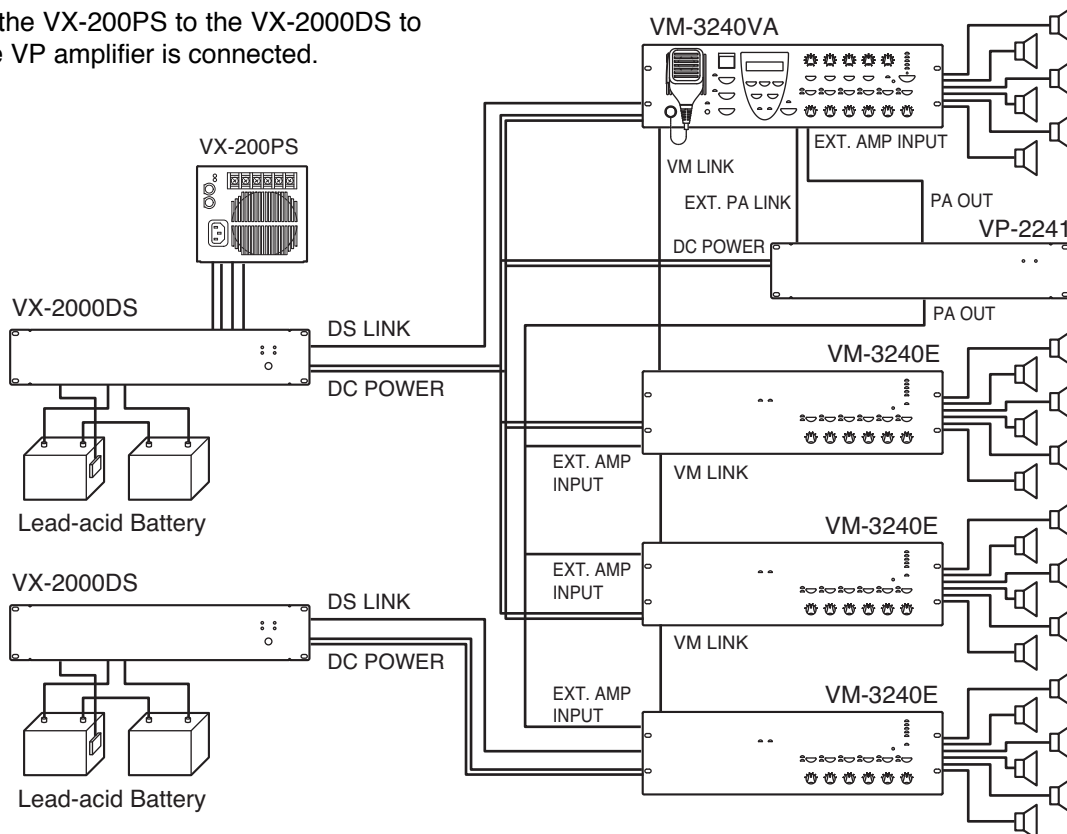 the VX-200PS to the VX-2000DS to
VP amplifier is connected.
VM-3240VA
VX-200PS
EXT. AMP INPUT
VM LINK
EXT. PA LINK
PA OUT
DC POWER
VP-2241
VX-2000DS
DS LINK
PA OUT
DC POWER
VM-3240E
EXT. AMP
INPUT
VM LINK
Lead-acid Battery
VM-3240E
EXT. AMP
INPUT
VX-2000DS
DS LINK
VM LINK
DC POWER
EXT. AMP
INPUT
VM-3240E
Lead-acid Battery